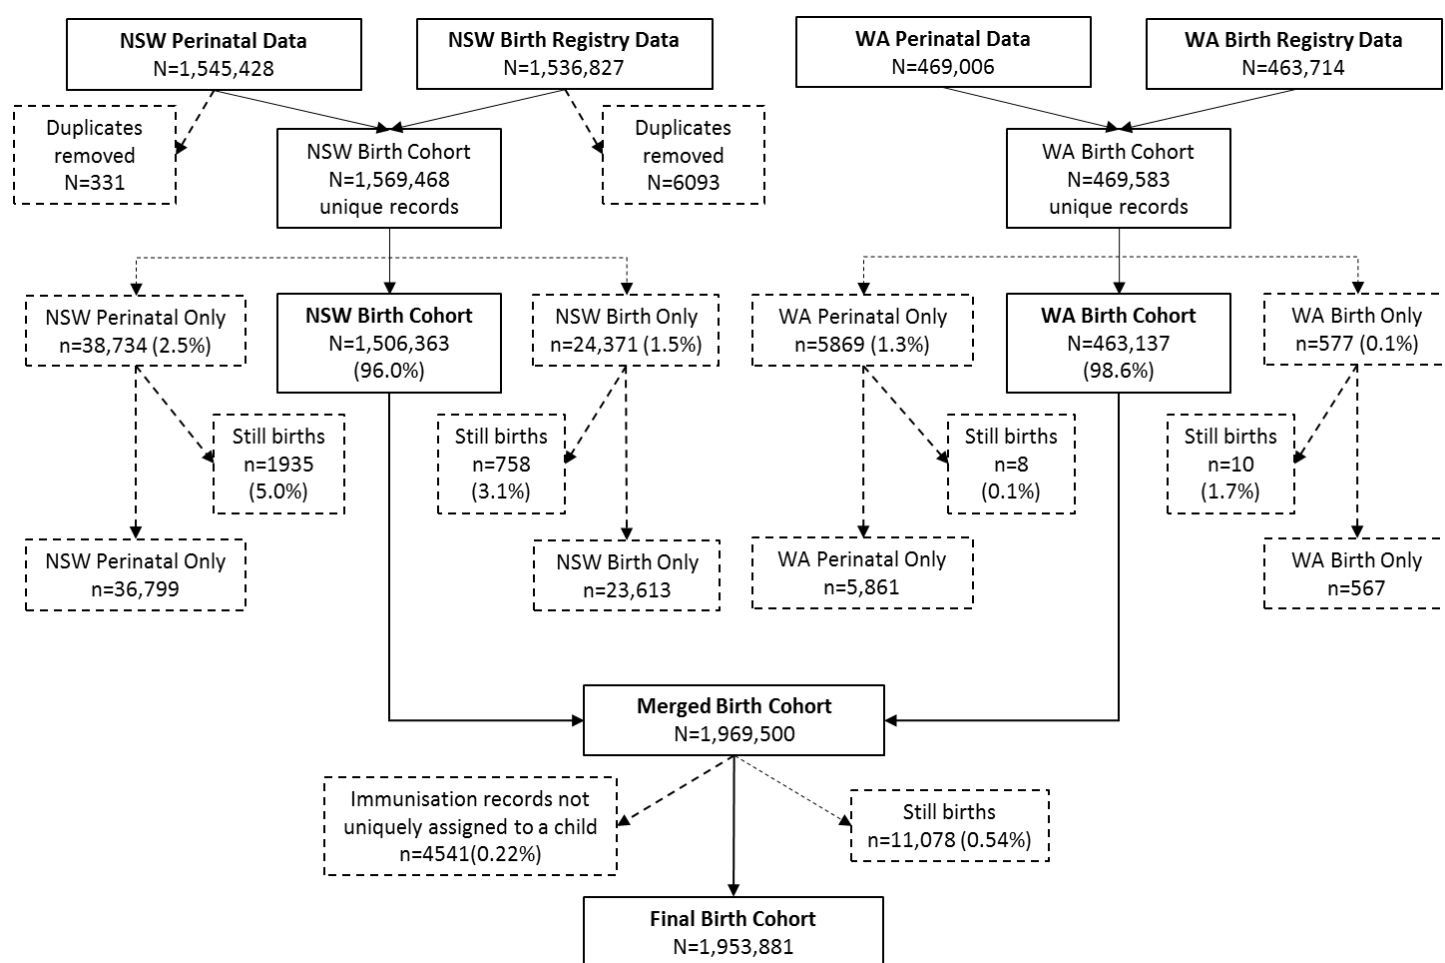 NSW Perinatal Data
N=1,545,428
NSW Birth Registry Data
N=1,536,827
WA Perinatal Data
N=469,006
WA Birth Registry Data
N=463,714
Duplicates
removed
N=331
NSW Birth Cohort
N=1,569,468
unique records
Duplicates
removed
N=6093
WA Birth Cohort
N=469,583
unique records
NSW Perinatal Only
n=38,734 (2.5%)
NSW Birth Cohort
n=1,506,363
(96.0%)
NSW Birth Only
n=24,371 (1.5%)
WA Perinatal Only
n=5869 (1.3%)
WA Birth Cohort
n=463,137
(98.6%)
WA Birth Only
n=577 (0.1%)
Still births
n=1935
(5.0%)
Still births
n=758
(3.1%)
Still births
n=8
(0.1%)
Still births
n=10
(1.7%)
NSW Perinatal Only
n=36,799
NSW Birth Only
n=23,613
WA Perinatal Only
n=5,861
WA Birth Only
n=567
Merged Birth Cohort
N=1,969,500
Immunisation records not
uniquely assigned to a child
n=4541(0.22%)
Still births
n=11,078 (0.54%)
Final Birth Cohort
N=1,953,881